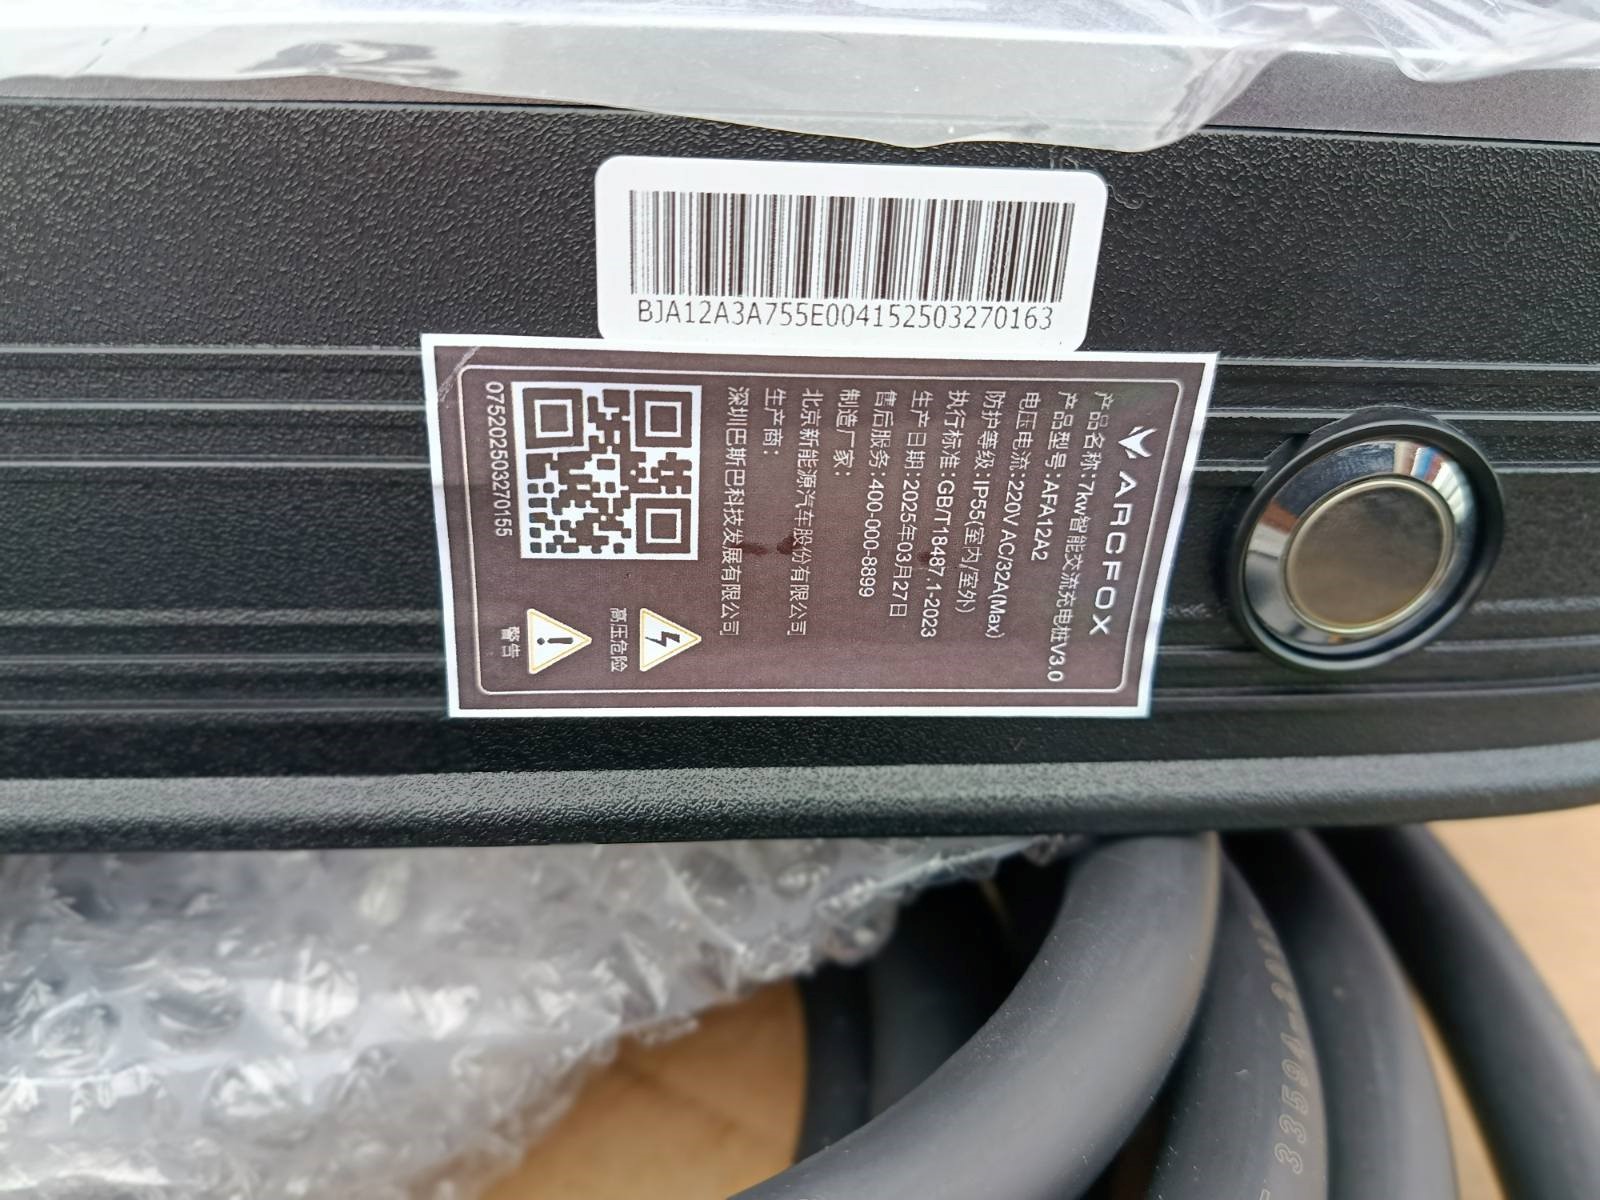 BJA12A3A755E004152503270163
ARCFOX
产品名称:7kw智能交流充电桩V3.0
产品型号:AFA12A2
电压电流:220V AC/32A(Max)
防护等级:IP55(室内/室外)
执行标准:GB/T18487.1-2023
生产日期:2025年03月27日
售后服务:400-000-8899
制造厂家:
北京新能源汽车股份有限公司
生产商:
深圳巴斯巴科技发展有限公司
高压危险
警告
075202503270155
33594-2015